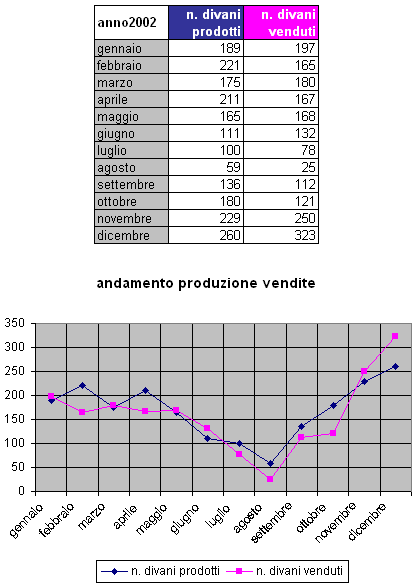 anno2002 n. divani prodotti n. divani venduti
gennaio 189 197
febbraio 221 165
marzo 175 180
aprile 211 167
maggio 165 168
giugno 111 132
luglio 100 78
agosto 59 25
settembre 136 112
ottobre 180 121
novembre 229 250
dicembre 260 323
andamento produzione vendite
350
300
250
200
150
100
50
0
gennaio febbraio marzo aprile maggio giugno luglio agosto settembre ottobre novembre dicembre
n. divani prodotti n. divani venduti